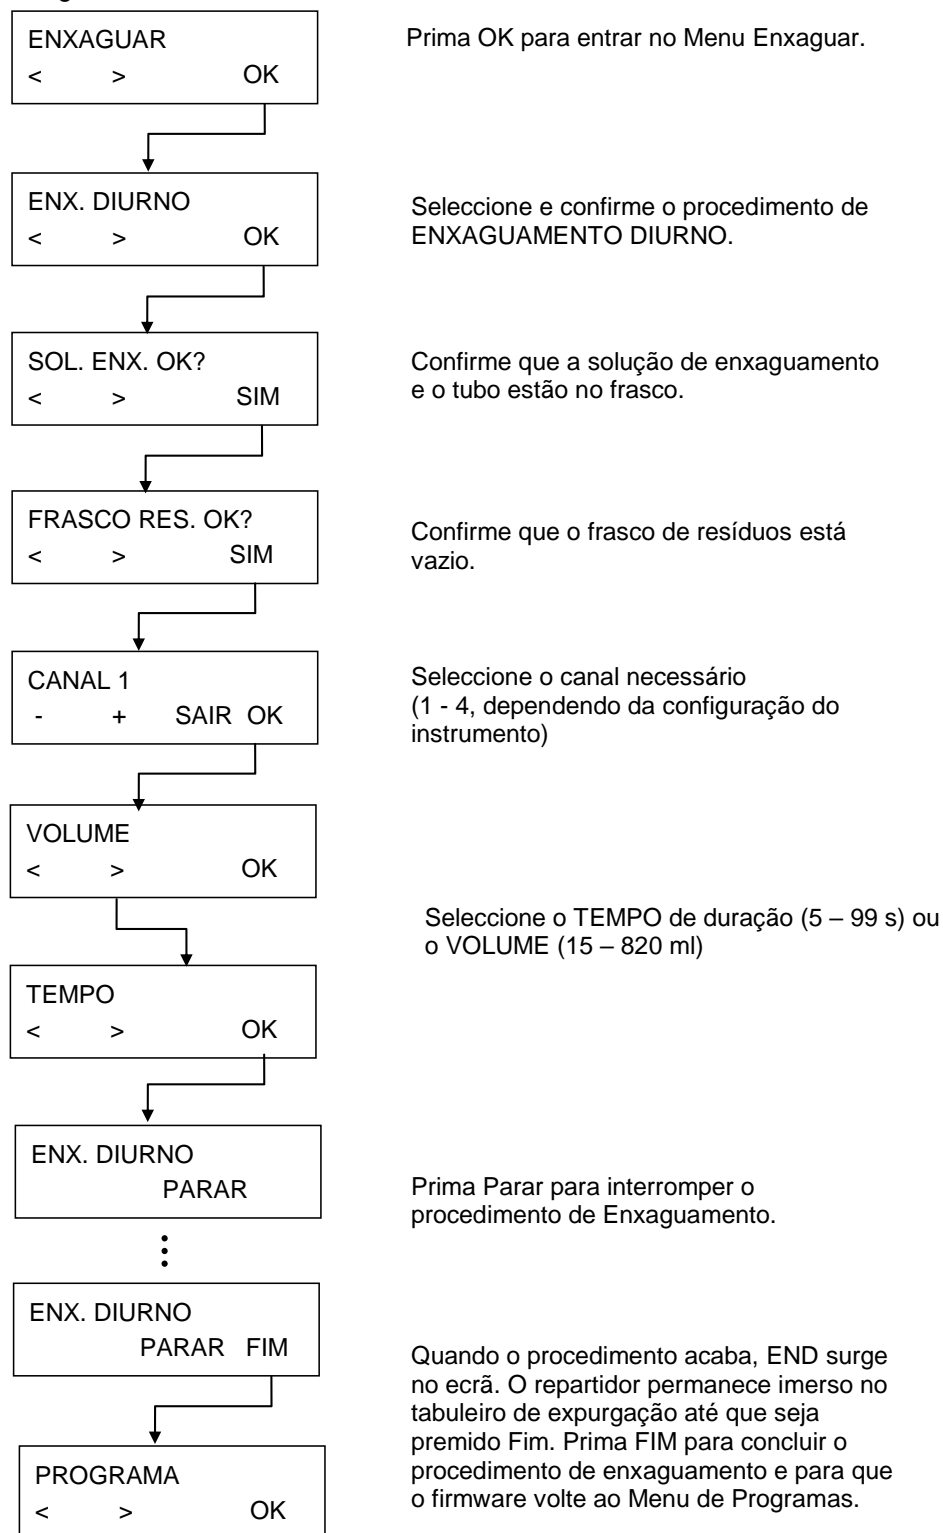 ENXAGUAR
< > OK
Prima OK para entrar no Menu Enxaguar.
ENX. DIURNO
< > OK
Seleccione e confirme o procedimento de
ENXAGUAMENTO DIURNO.
SOL. ENX. OK?
< > SIM
Confirme que a solução de enxaguamento
e o tubo estão no frasco.
FRASCO RES. OK?
< > SIM
Confirme que o frasco de resíduos está
vazio.
CANAL 1
- + SAIR OK
Seleccione o canal necessário
(1 - 4, dependendo da configuração do
instrumento)
VOLUME
< > OK
Seleccione o TEMPO de duração (5 – 99 s) ou
o VOLUME (15 – 820 ml)
TEMPO
< > OK
ENX. DIURNO
PARAR
Prima Parar para interromper o
procedimento de Enxaguamento.
ENX. DIURNO
PARAR FIM
Quando o procedimento acaba, END surge
no ecrã. O repartidor permanece imerso no
tabuleiro de expurgação até que seja
premido Fim. Prima FIM para concluir o
procedimento de enxaguamento e para que
o firmware volte ao Menu de Programas.
PROGRAMA
< > OK